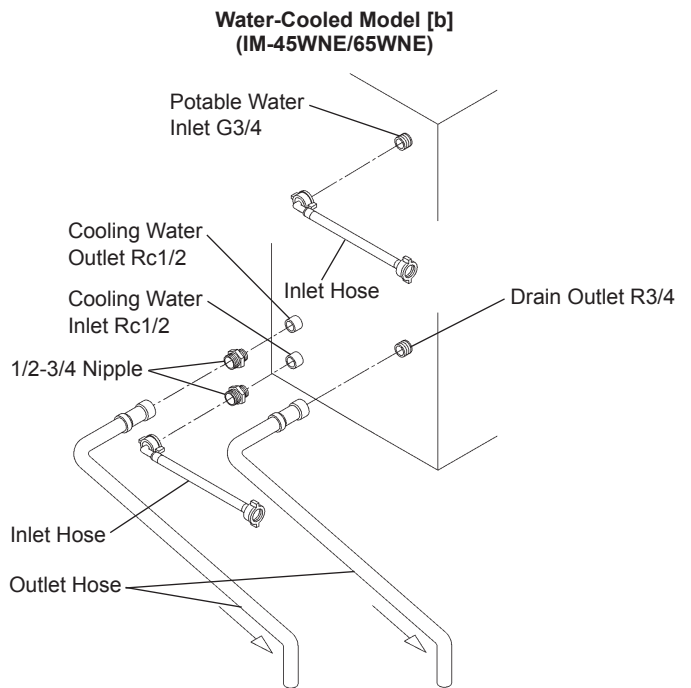 Water-Cooled Model [b]
(IM-45WNE/65WNE)
Potable Water
Inlet G3/4
Cooling Water
Outlet Rc1/2
Inlet Hose
Cooling Water
Inlet Rc1/2
Drain Outlet R3/4
1/2-3/4 Nipple
Inlet Hose
Outlet Hose